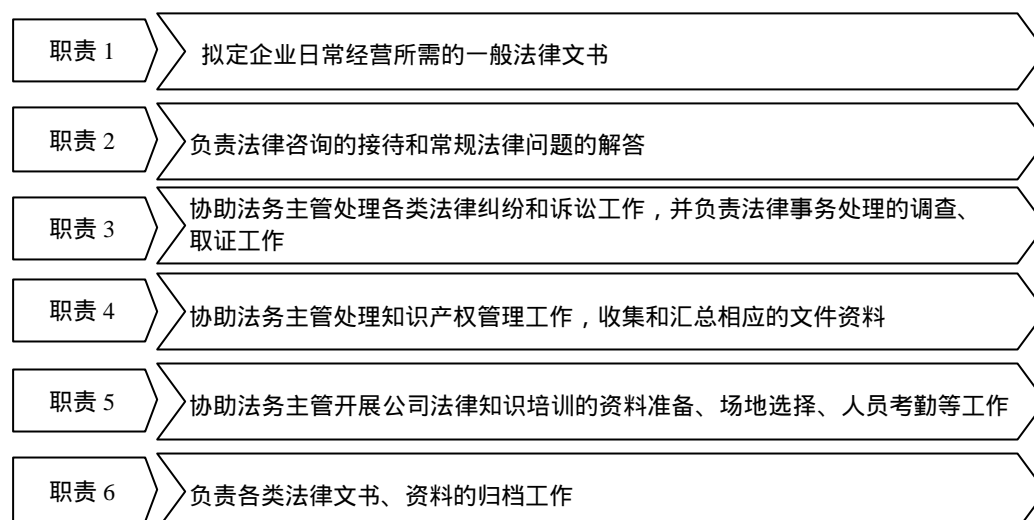 职责 1
拟定企业日常经营所需的一般法律文书
职责 2
负责法律咨询的接待和常规法律问题的解答
职责 3
协助法务主管处理各类法律纠纷和诉讼工作，并负责法律事务处理的调查、
取证工作
职责 4
协助法务主管处理知识产权管理工作，收集和汇总相应的文件资料
职责 5
协助法务主管开展公司法律知识培训的资料准备、场地选择、人员考勤等工作
职责 6
负责各类法律文书、资料的归档工作